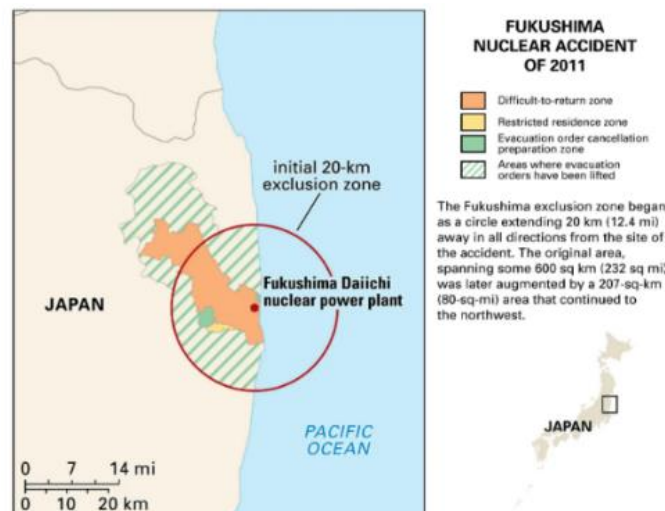 FUKUSHIMA
NUCLEAR ACCIDENT
OF 2011
Difficult-to-return zone
Restricted residence zone
Evacuation order cancellation
preparation zone
Areas where evacuation
orders have been lifted
The Fukushima exclusion zone began
as a circle extending 20 km (12.4 mi)
away in all directions from the site of
the accident. The original area,
spanning some 600 sq km (232 sq mi)
was later augmented by a 207-sq-km
(80-sq-mi) area that continued to
the northwest.
initial 20-km
exclusion zone
Fukushima Daiichi
nuclear power plant
JAPAN
PACIFIC
OCEAN
0 7 14 mi
0 10 20 km
JAPAN